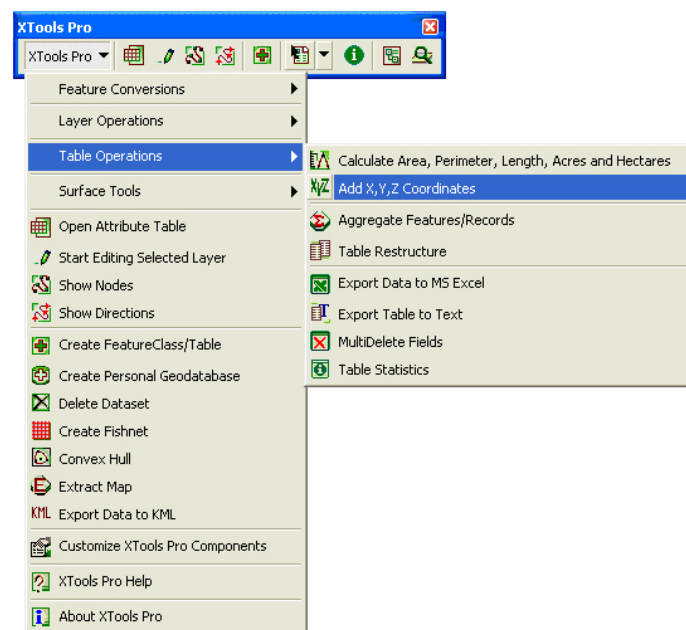 XTools Pro
XTools Pro
Feature Conversions
Layer Operations
Table Operations
Surface Tools
Open Attribute Table
Start Editing Selected Layer
Show Nodes
Show Directions
Create FeatureClass/Table
Create Personal Geodatabase
Delete Dataset
Create Fishnet
Convex Hull
Extract Map
KML Export Data to KML
Customize XTools Pro Components
XTools Pro Help
About XTools Pro
Calculate Area, Perimeter, Length, Acres and Hectares
XYZ Add X,Y,Z Coordinates
Aggregate Features/Records
Table Restructure
Export Data to MS Excel
Export Table to Text
MultiDelete Fields
Table Statistics